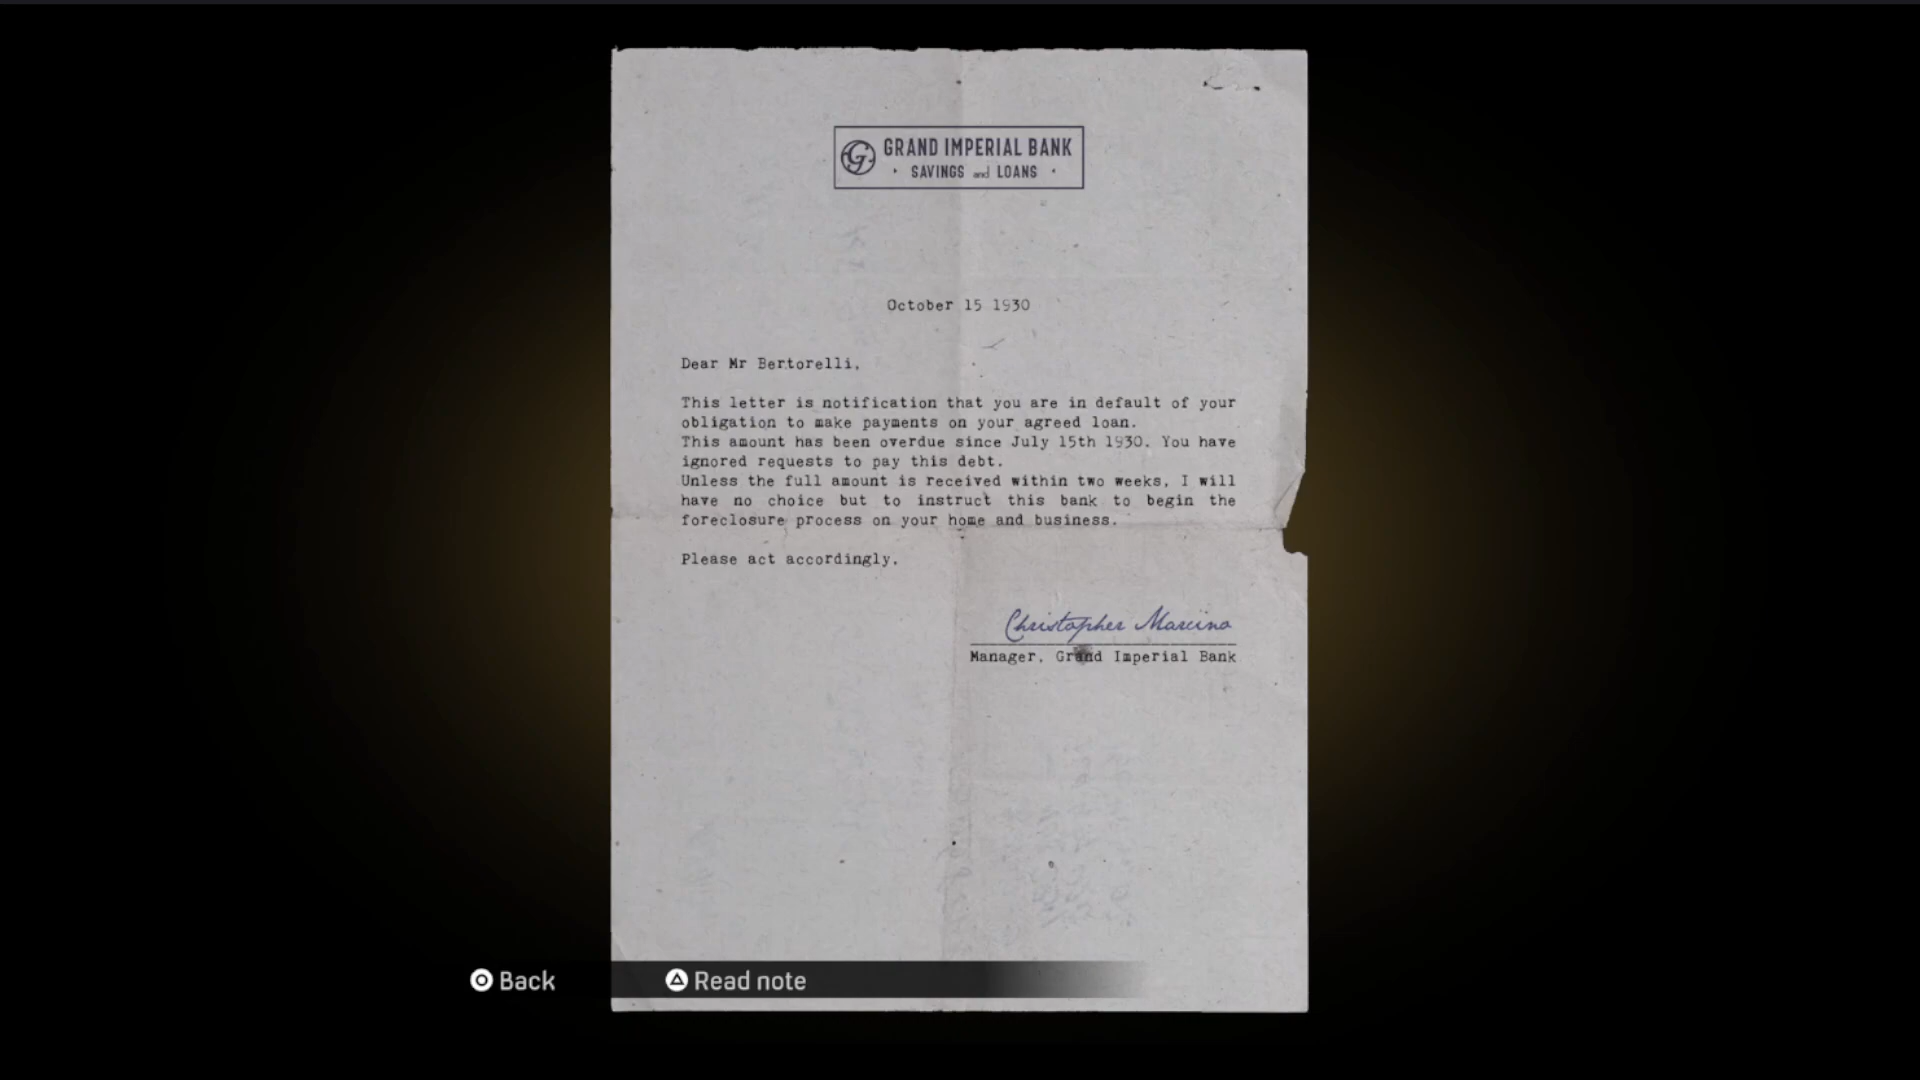 GRAND IMPERIAL BANK
· SAVINGS and LOANS ·
October 15 1930
Dear Mr Bertorelli,
This letter is notification that you are in default of your
obligation to make payments on your agreed loan.
This amount has been overdue since July 15th 1930. You have
ignored requests to pay this debt.
Unless the full amount is received within two weeks, I will
have no choice but to instruct this bank to begin the
foreclosure process on your home and business.
Please act accordingly,
Christopher Marcino
Manager, Grand Imperial Bank
Back
Read note